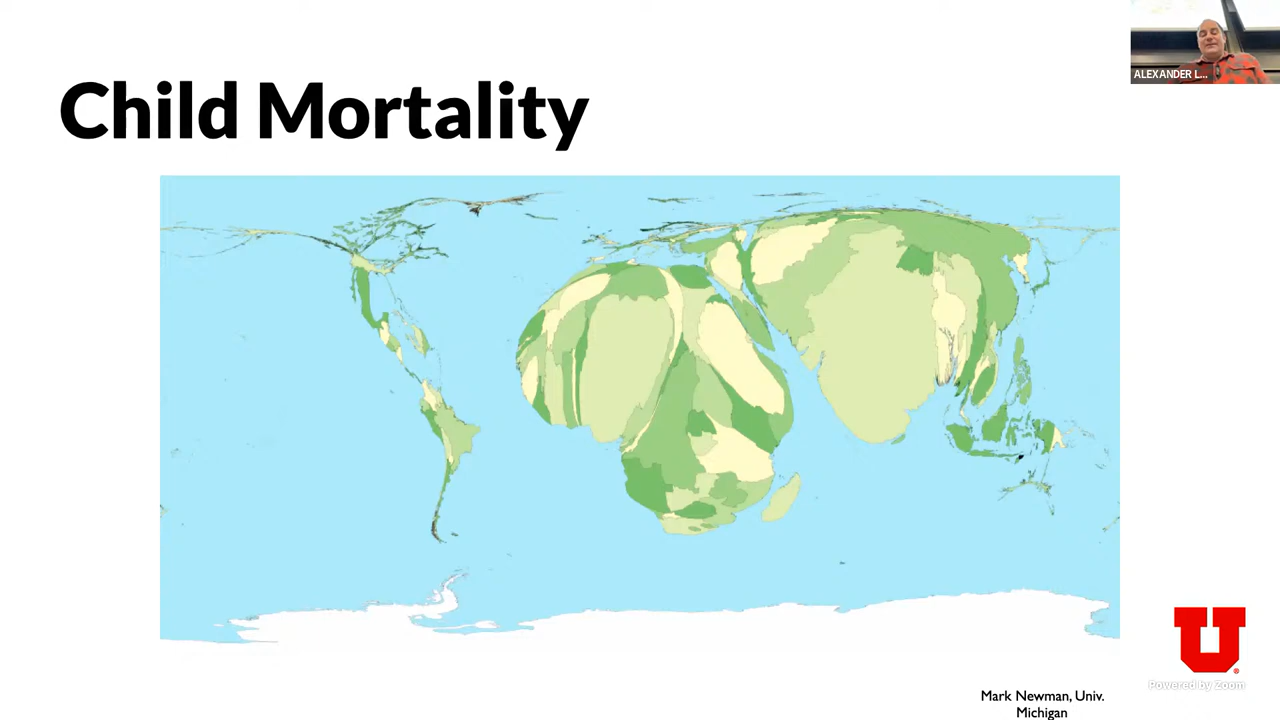 ALEXANDER L...
Child Mortality
U
Powered by Zoom
Mark Newman, Univ.
Michigan